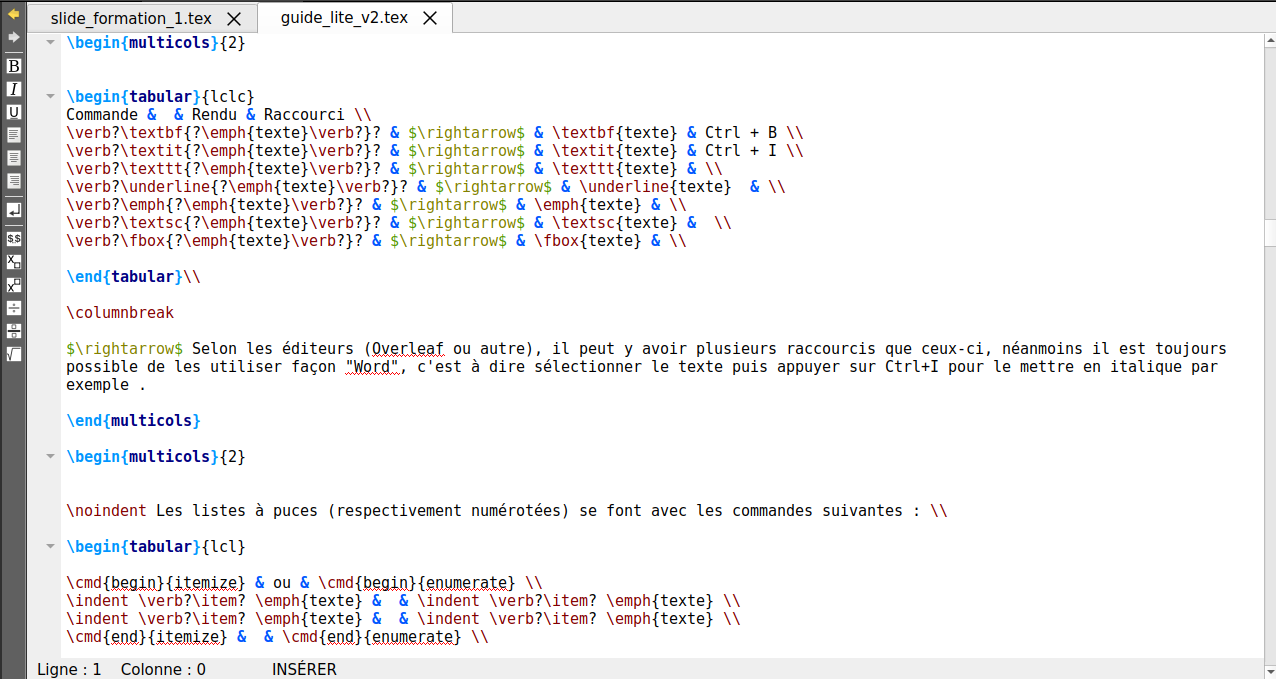 slide_formation_1.tex guide_lite_v2.tex
\begin{multicols}{2}
B
I
\begin{tabular}{lclc}
U
Commande &  & Rendu & Raccourci \\
\verb?\textbf{?\emph{texte}\verb?}? & $\rightarrow$ & \textbf{texte} & Ctrl + B \\
\verb?\textit{?\emph{texte}\verb?}? & $\rightarrow$ & \textit{texte} & Ctrl + I \\
\verb?\texttt{?\emph{texte}\verb?}? & $\rightarrow$ & \texttt{texte} & \\
\verb?\underline{?\emph{texte}\verb?}? & $\rightarrow$ & \underline{texte}  & \\
\verb?\emph{?\emph{texte}\verb?}? & $\rightarrow$ & \emph{texte} & \\
\verb?\textsc{?\emph{texte}\verb?}? & $\rightarrow$ & \textsc{texte} &  \\
\verb?\fbox{?\emph{texte}\verb?}? & $\rightarrow$ & \fbox{texte} & \\
$,$
\end{tabular}\\
\columnbreak
$\rightarrow$ Selon les éditeurs (Overleaf ou autre), il peut y avoir plusieurs raccourcis que ceux-ci, néanmoins il est toujours
possible de les utiliser façon "Word", c'est à dire sélectionner le texte puis appuyer sur Ctrl+I pour le mettre en italique par
exemple .
\end{multicols}
\begin{multicols}{2}
\noindent Les listes à puces (respectivement numérotées) se font avec les commandes suivantes : \\
\begin{tabular}{lcl}
\cmd{begin}{itemize} & ou & \cmd{begin}{enumerate} \\
\indent \verb?\item? \emph{texte} &  & \indent \verb?\item? \emph{texte} \\
\indent \verb?\item? \emph{texte} &  & \indent \verb?\item? \emph{texte} \\
\cmd{end}{itemize} &  & \cmd{end}{enumerate} \\
Ligne : 1 Colonne : 0 INSÉRER